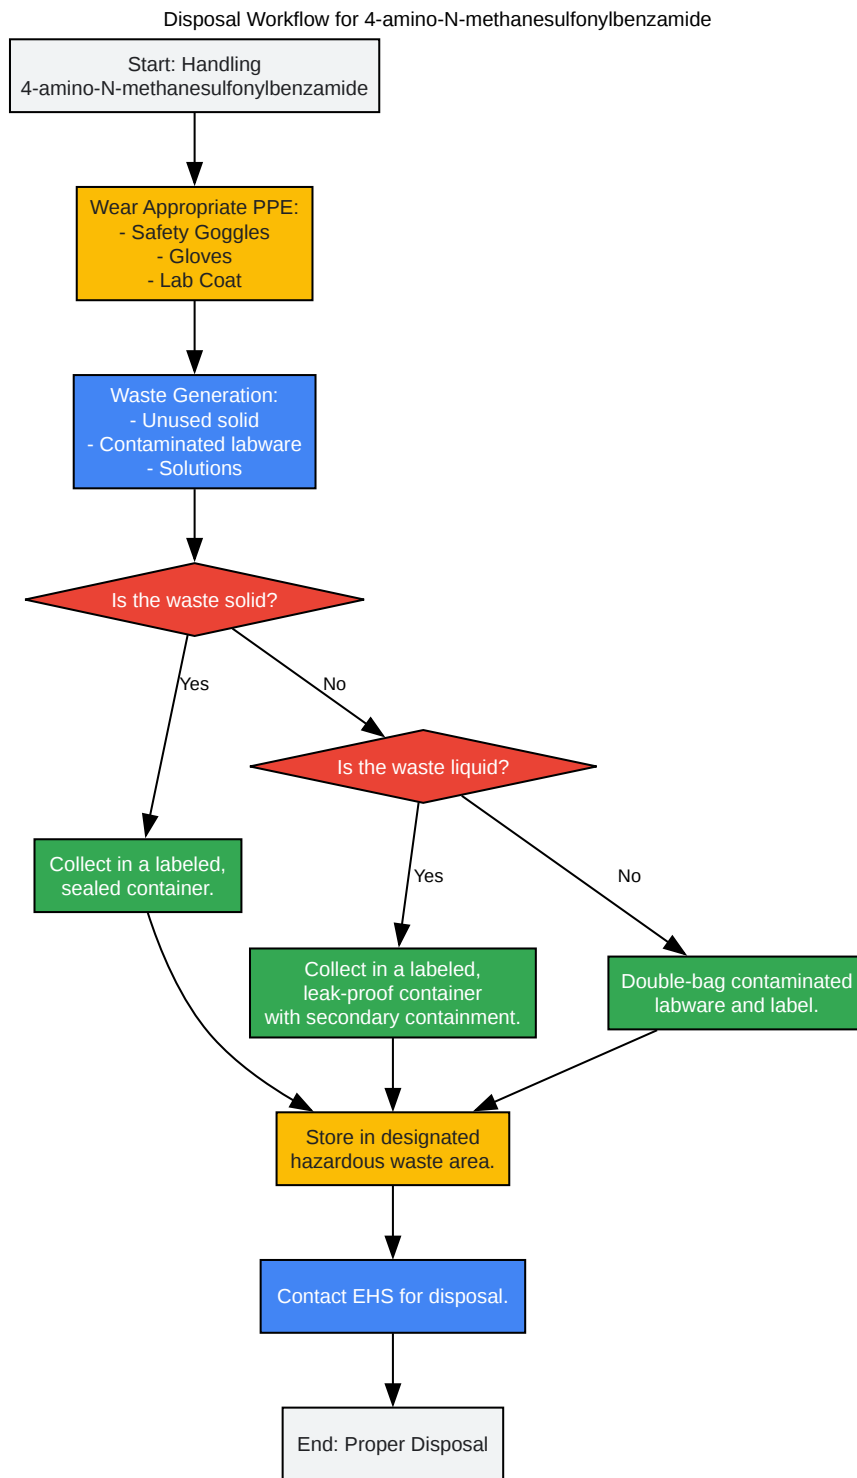 Disposal Workflow for 4-amino-N-methanesulfonylbenzamide
Start: Handling
4-amino-N-methanesulfonylbenzamide
Wear Appropriate PPE:
- Safety Goggles
- Gloves
- Lab Coat
Waste Generation:
- Unused solid
- Contaminated labware
- Solutions
Is the waste solid?
Yes
No
Is the waste liquid?
Collect in a labeled,
sealed container.
Yes
No
Collect in a labeled,
leak-proof container
with secondary containment.
Double-bag contaminated
labware and label.
Store in designated
hazardous waste area.
Contact EHS for disposal.
End: Proper Disposal